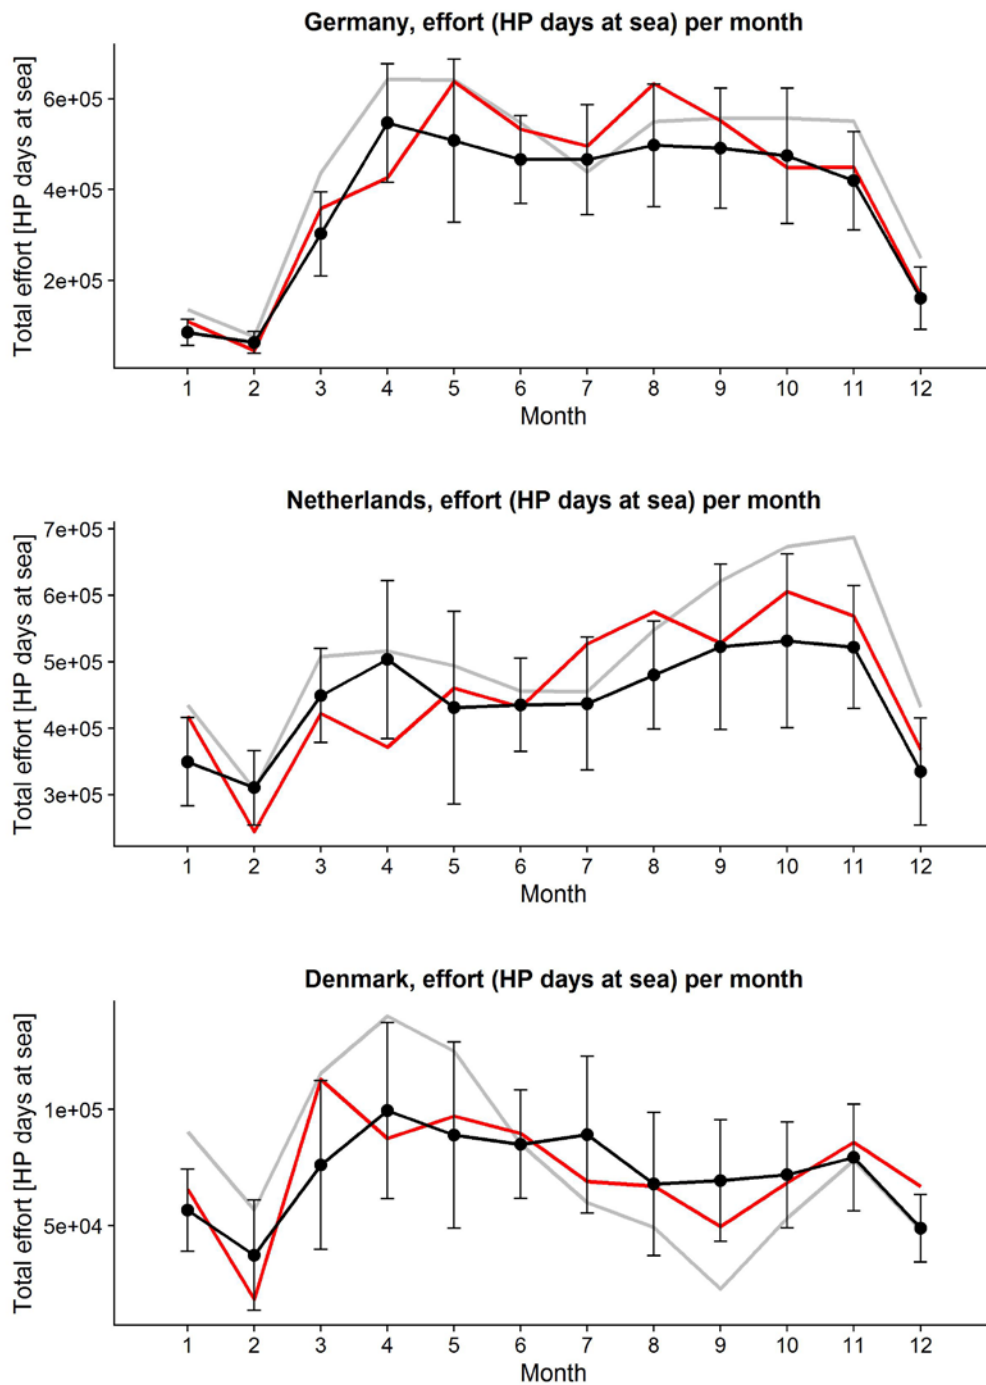 Germany, effort (HP days at sea) per month
Total effort [HP days at sea]
6e+05
4e+05
2e+05
1 2 3 4 5 6 7 8 9 10 11 12
Month
Netherlands, effort (HP days at sea) per month
Total effort [HP days at sea]
7e+05
6e+05
5e+05
4e+05
3e+05
1 2 3 4 5 6 7 8 9 10 11 12
Month
Denmark, effort (HP days at sea) per month
Total effort [HP days at sea]
1e+05
5e+04
1 2 3 4 5 6 7 8 9 10 11 12
Month